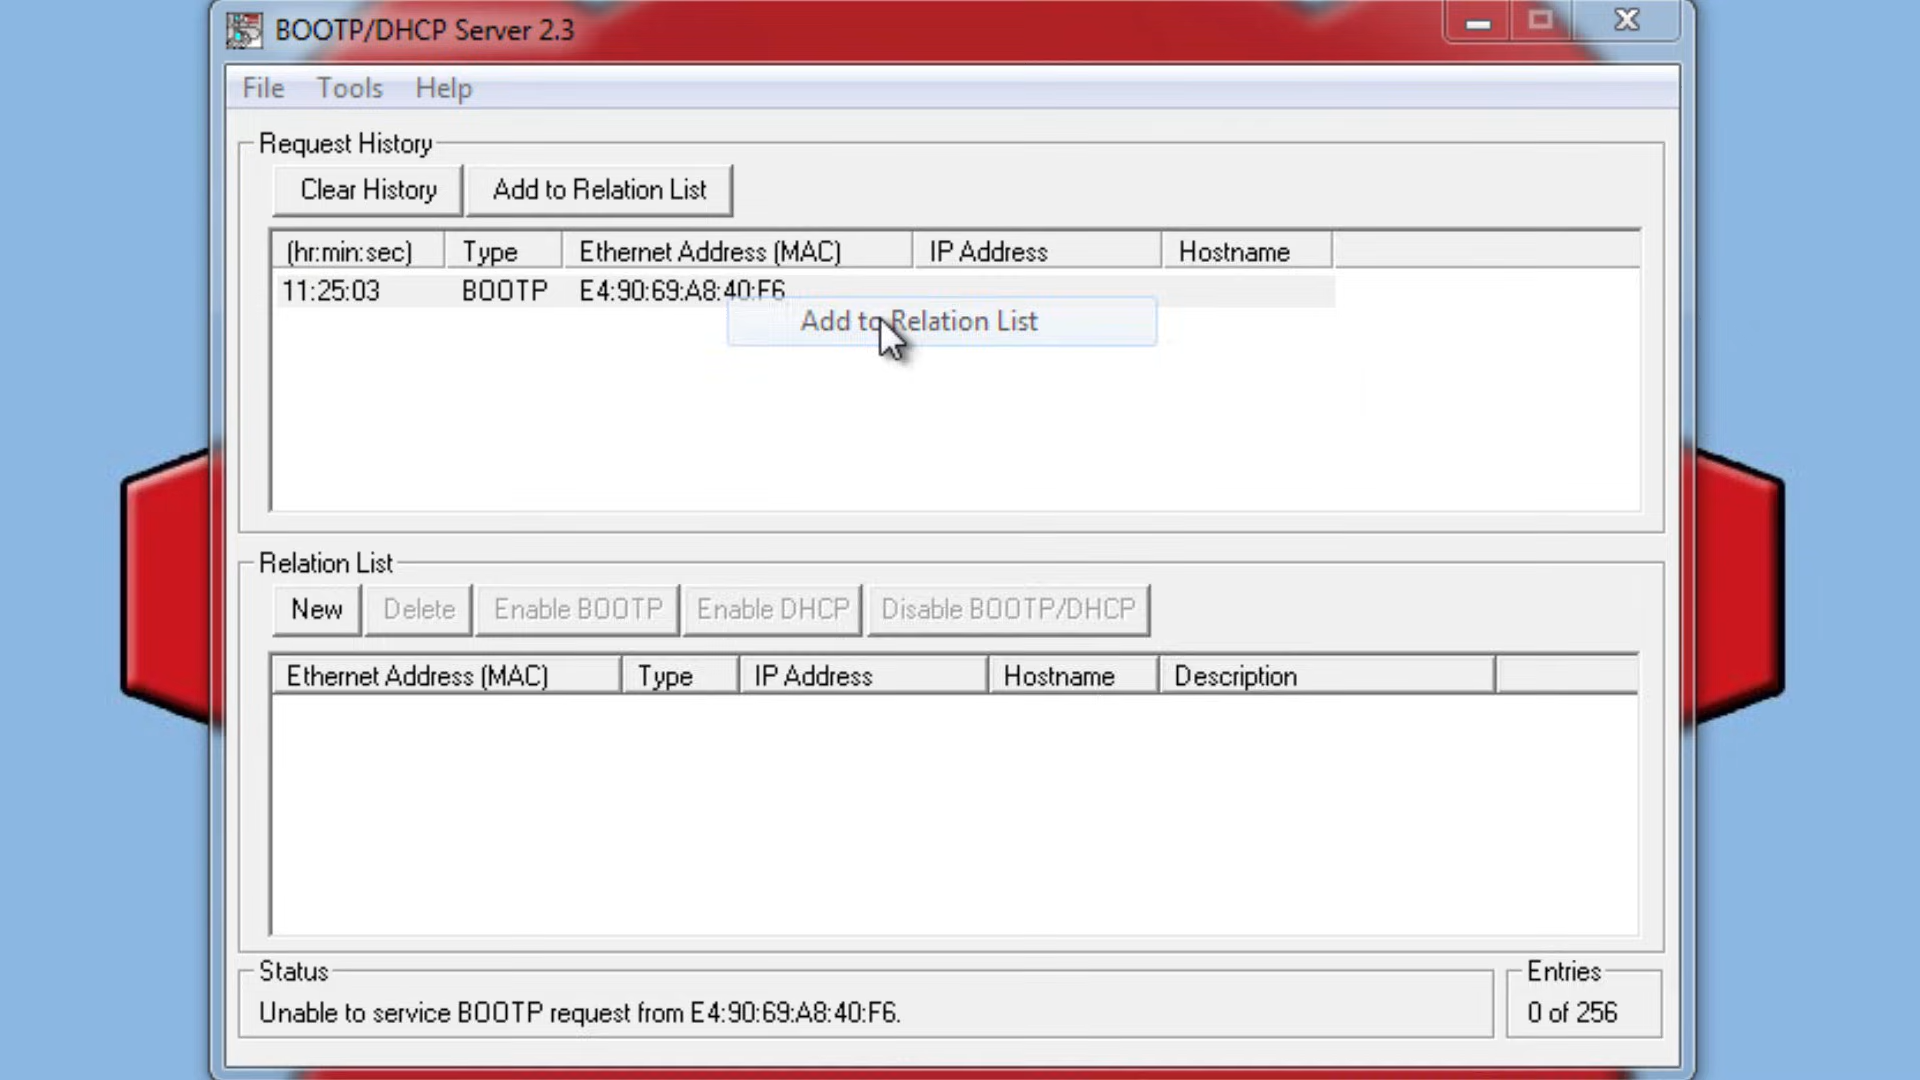 BOOTP/DHCP Server 2.3
File Tools Help
Request History
Clear History Add to Relation List
(hr:min:sec) Type Ethernet Address (MAC) IP Address Hostname
11:25:03 BOOTP E4:90:69:A8:40:F6
Add to Relation List
Relation List
New Delete Enable BOOTP Enable DHCP Disable BOOTP/DHCP
Ethernet Address (MAC) Type IP Address Hostname Description
Status
Unable to service BOOTP request from E4:90:69:A8:40:F6.
Entries
0 of 256